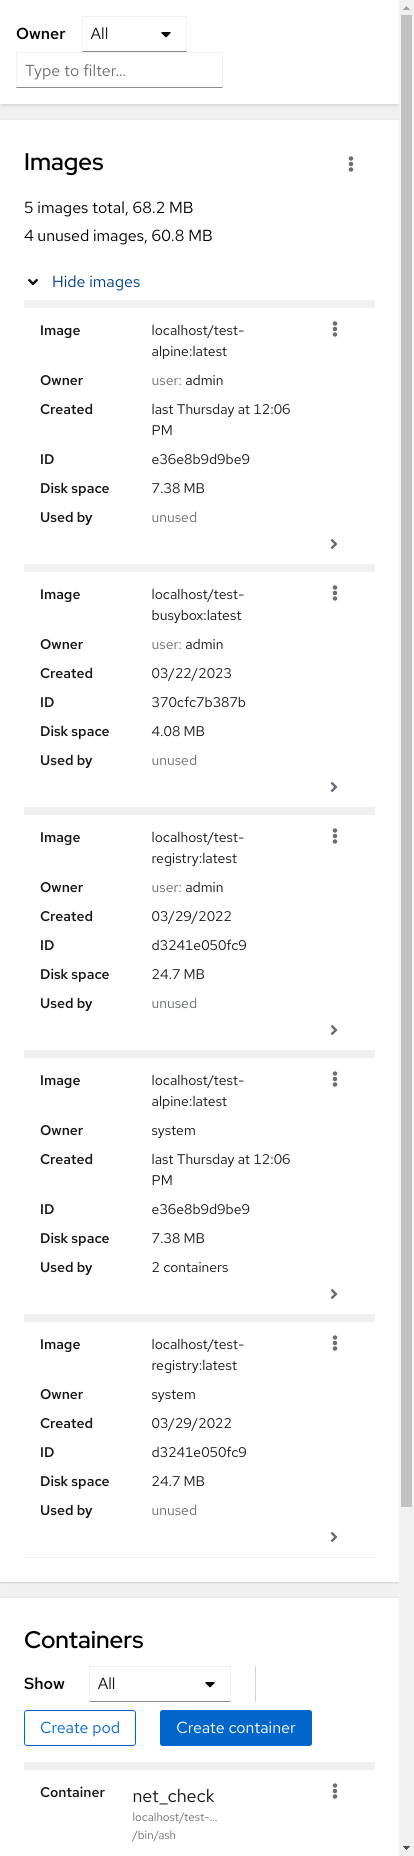 Owner All
Type to filter...
Images
5 images total, 68.2 MB
4 unused images, 60.8 MB
Hide images
Image localhost/test-
alpine:latest
Owner user: admin
Created last Thursday at 12:06
PM
ID e36e8b9d9be9
Disk space 7.38 MB
Used by unused
Image localhost/test-
busybox:latest
Owner user: admin
Created 03/22/2023
ID 370cfc7b387b
Disk space 4.08 MB
Used by unused
Image localhost/test-
registry:latest
Owner user: admin
Created 03/29/2022
ID d3241e050fc9
Disk space 24.7 MB
Used by unused
Image localhost/test-
alpine:latest
Owner system
Created last Thursday at 12:06
PM
ID e36e8b9d9be9
Disk space 7.38 MB
Used by 2 containers
Image localhost/test-
registry:latest
Owner system
Created 03/29/2022
ID d3241e050fc9
Disk space 24.7 MB
Used by unused
Containers
Show All
Create pod Create container
Container net_check
localhost/test-...
/bin/ash